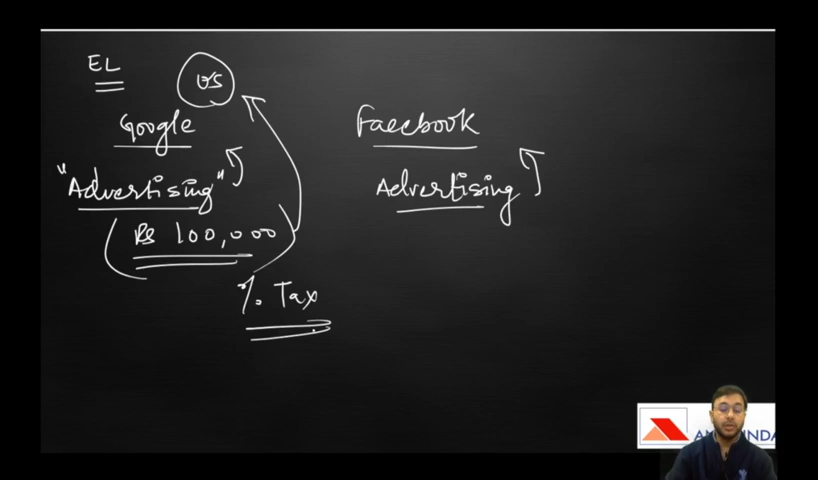 EL
US
Google
Facebook
"Advertising"
Advertising
Rs 100,000
% Tax